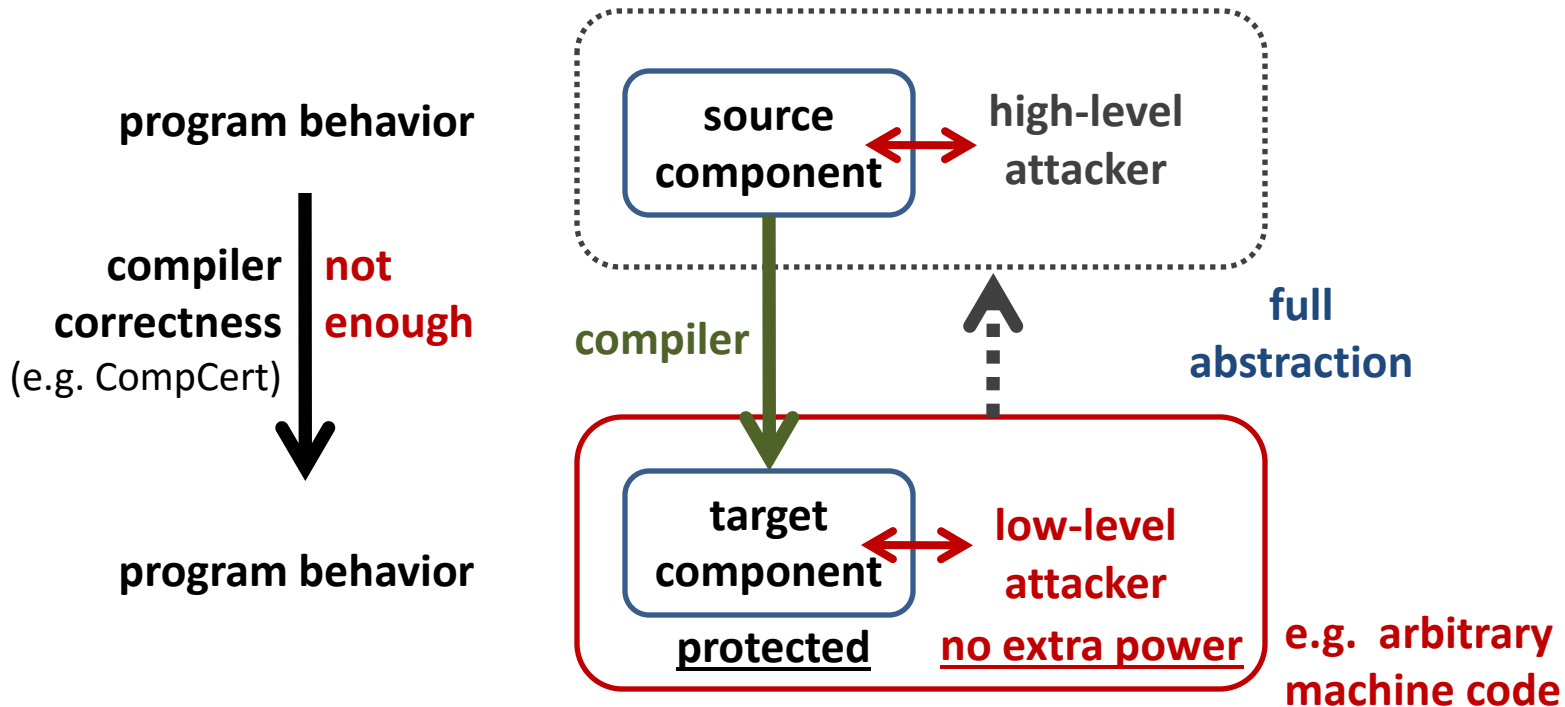 program behavior
compiler not
correctness enough
(e.g. CompCert)
program behavior
source
component
high-level
attacker
compiler
full
abstraction
target
component
protected
low-level
attacker
no extra power
e.g. arbitrary
machine code